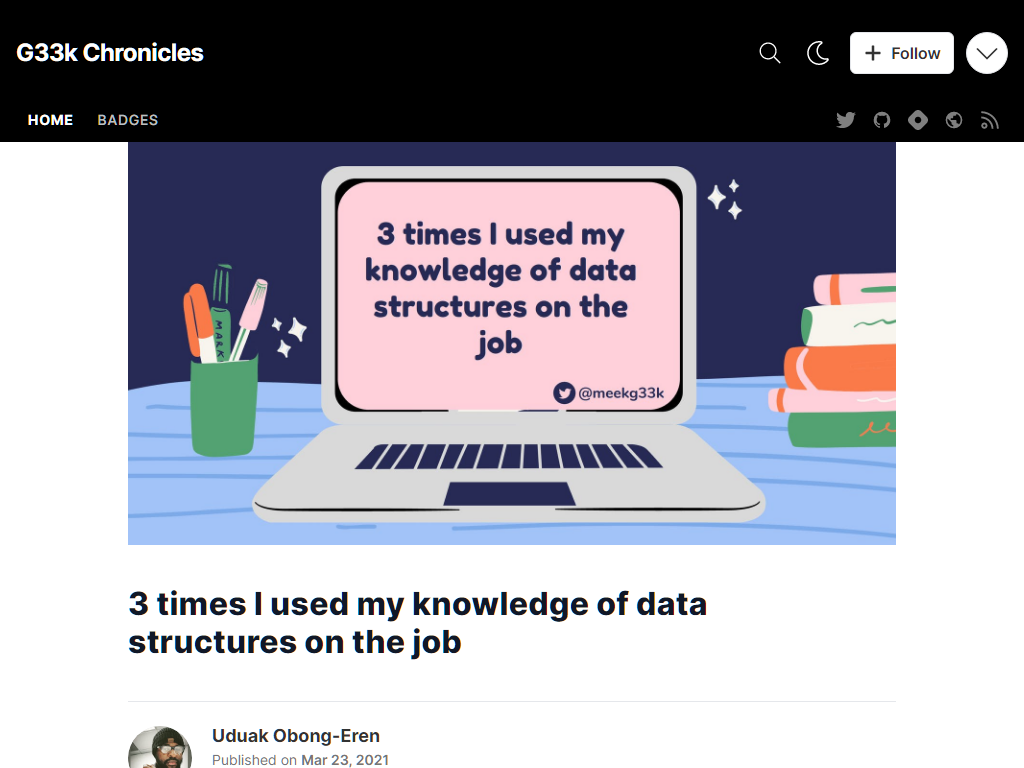 G33k Chronicles
Follow
HOME
BADGES
3 times I used my
knowledge of data
structures on the
job
@meekg33k
MARK
3 times I used my knowledge of data
structures on the job
Uduak Obong-Eren
Published on Mar 23, 2021